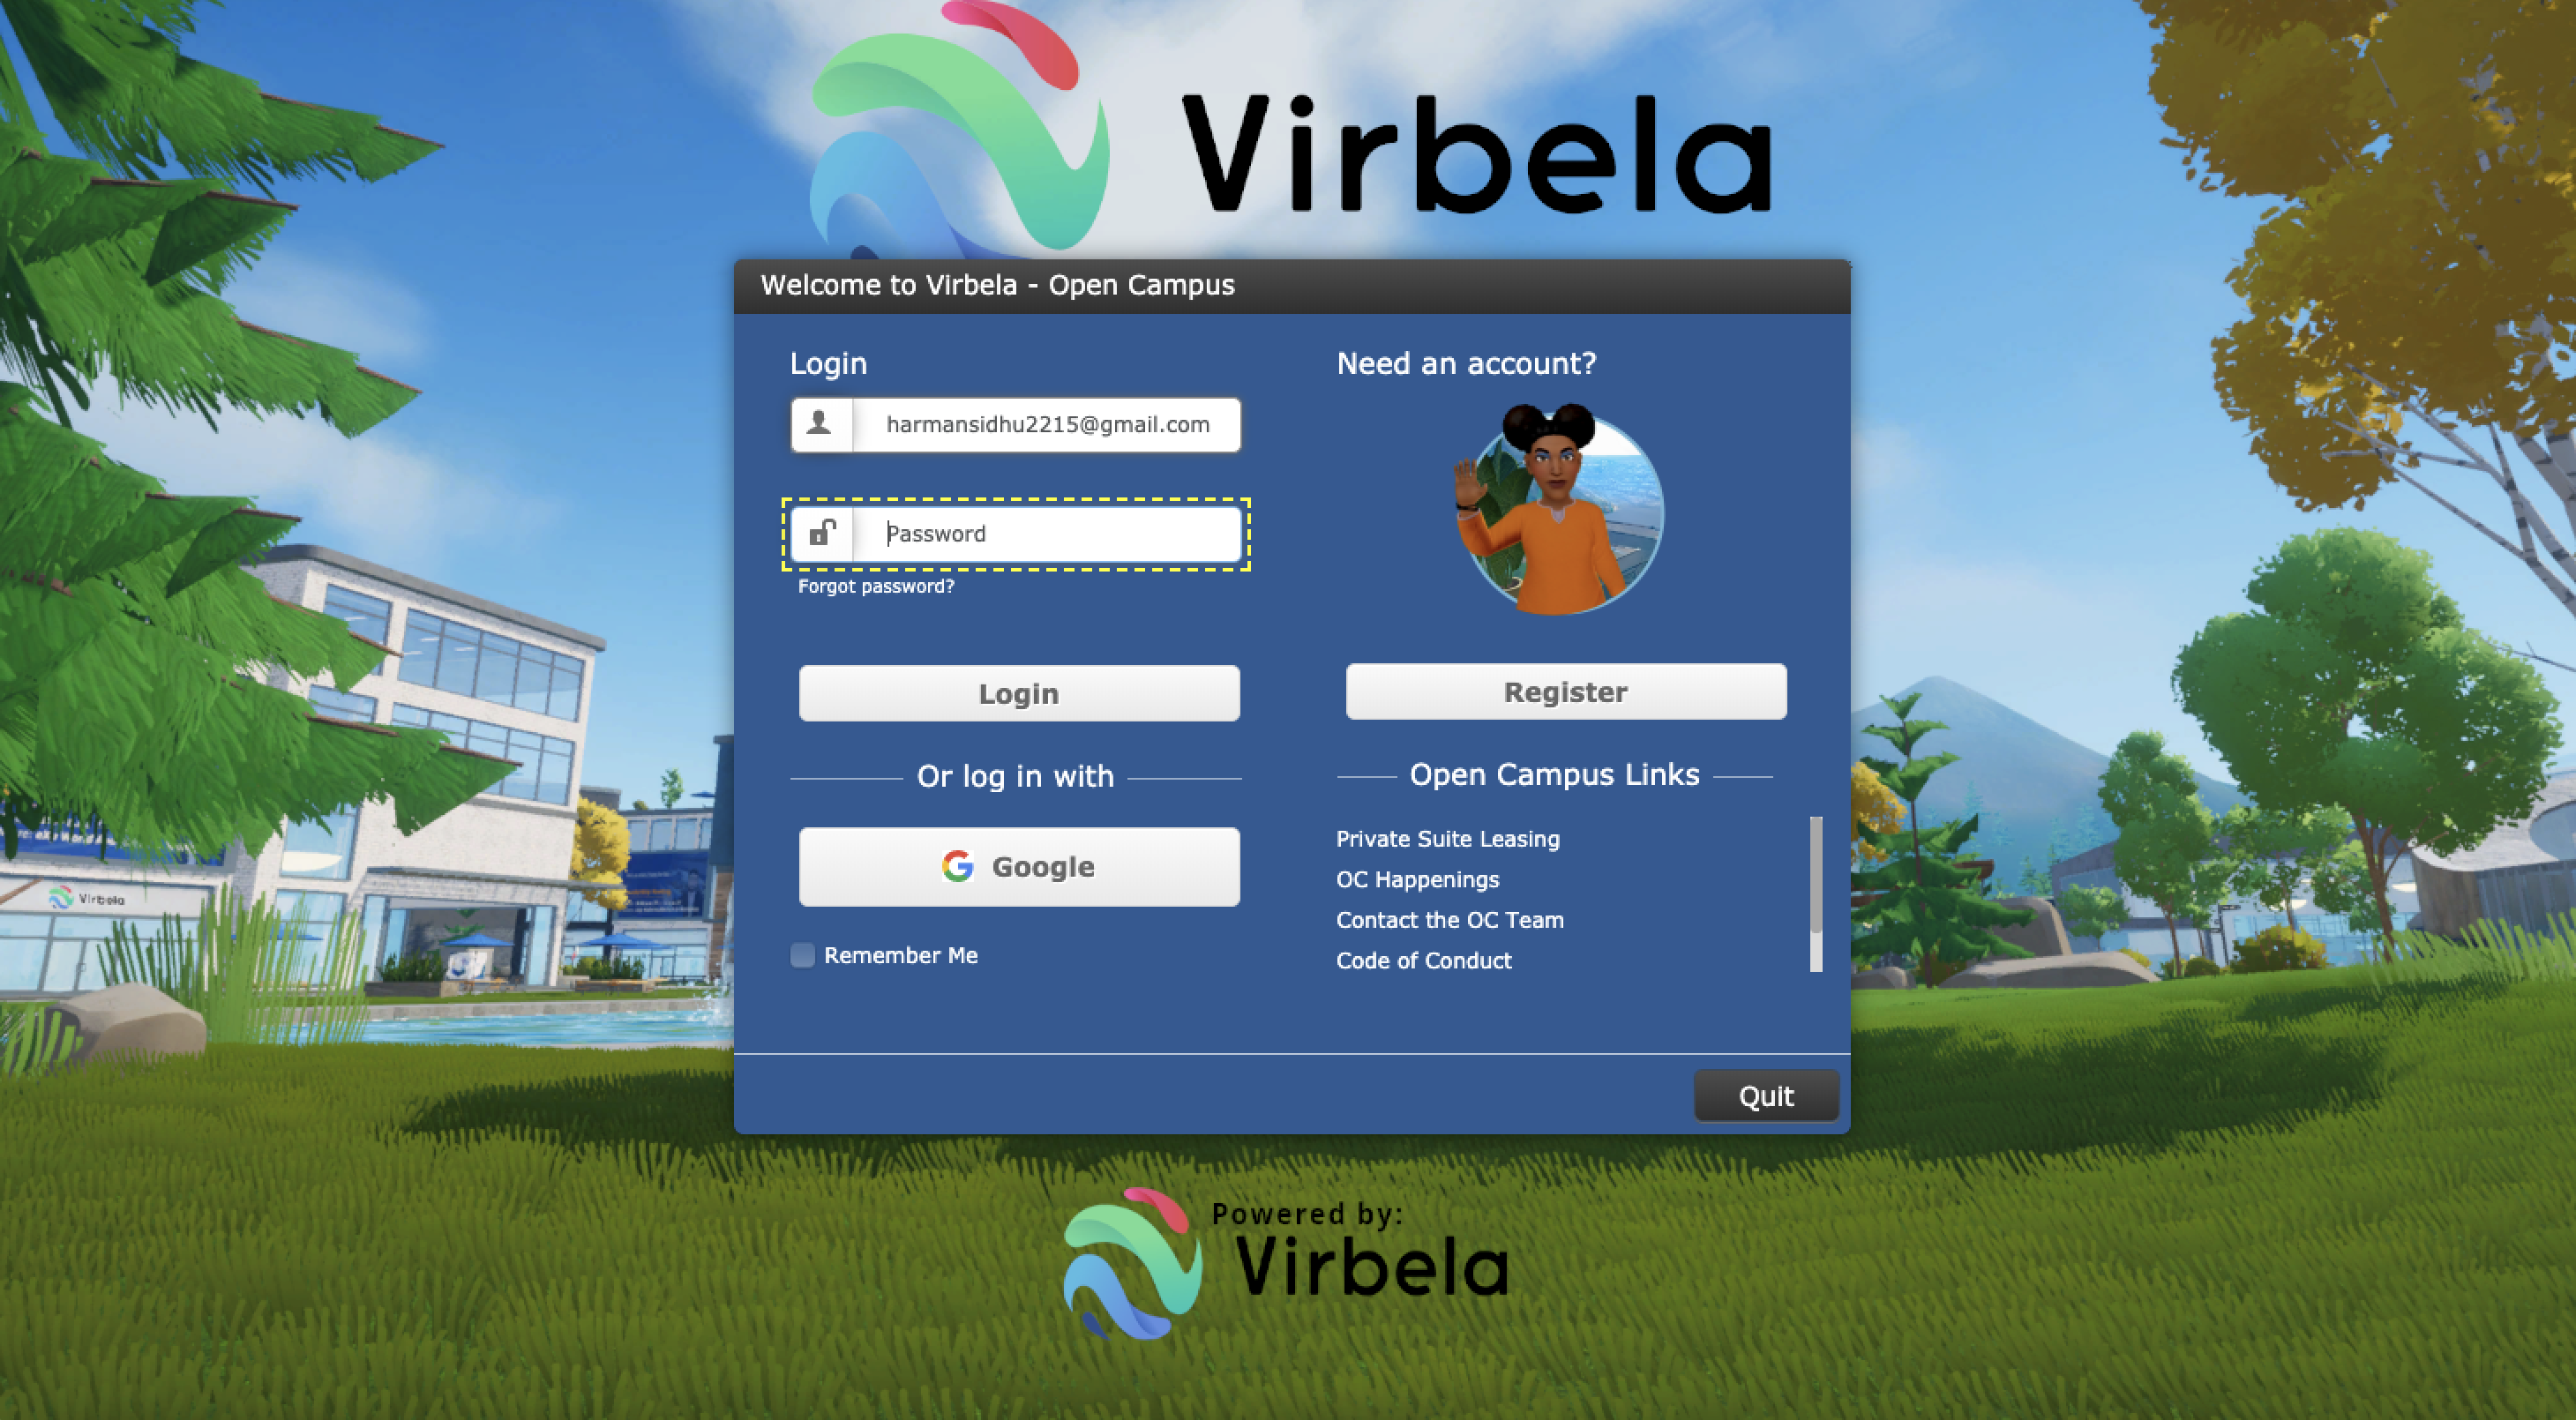 Virbela
Welcome to Virbela - Open Campus
Login
harmansidhu2215@gmail.com
Password
Forgot password?
Login
Or log in with
Google
Remember Me
Need an account?
Register
Open Campus Links
Private Suite Leasing
OC Happenings
Contact the OC Team
Code of Conduct
Quit
Virbela
Powered by:
Virbela